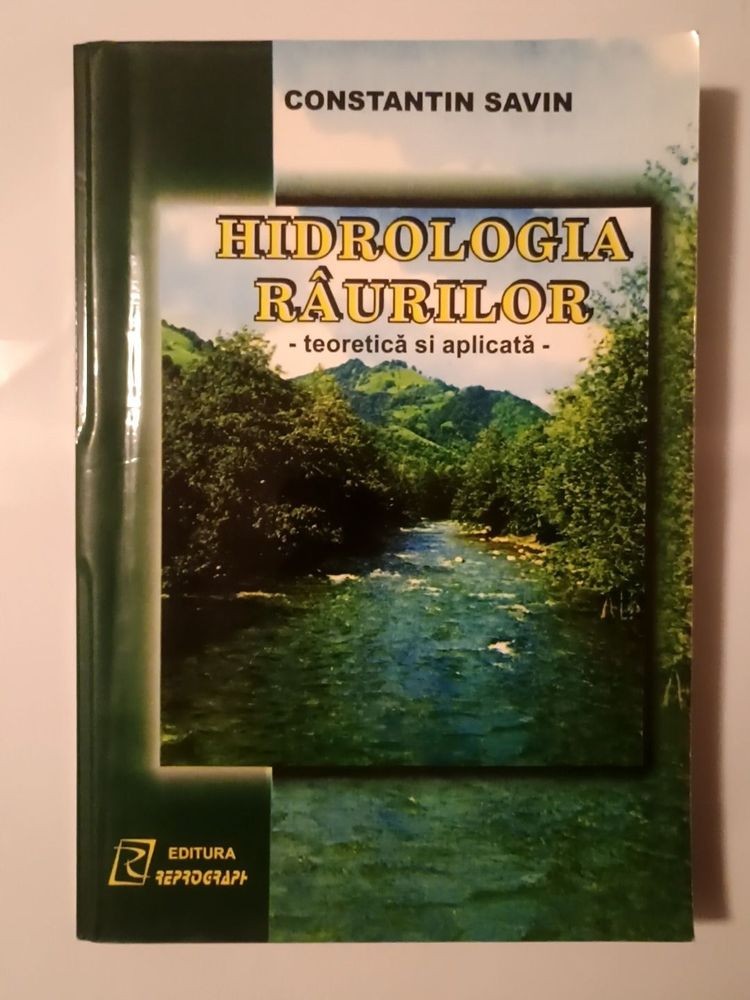 CONSTANTIN SAVIN
HIDROLOGIA
RÂURILOR
- teoretică si aplicată -
EDITURA
REPROGRAPH